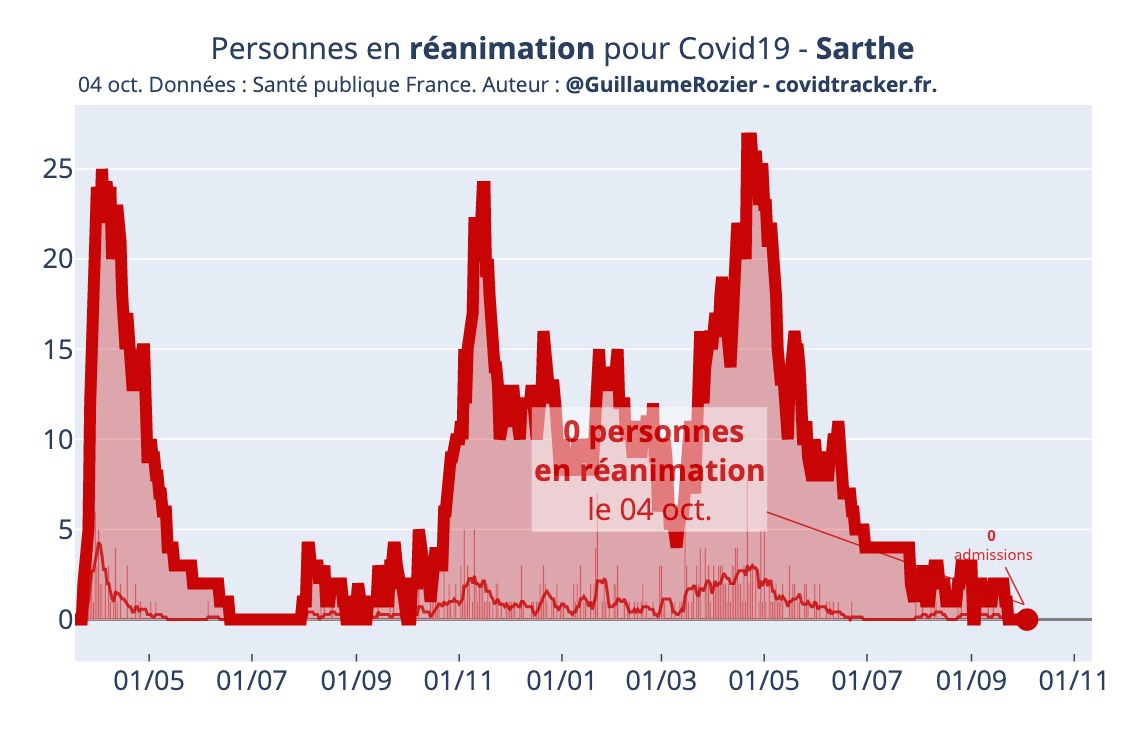 Personnes en réanimation pour Covid19 - Sarthe
04 oct. Données : Santé publique France. Auteur : @GuillaumeRozier - covidtracker.fr.
25
20
15
10
5
0
0 personnes
en réanimation
le 04 oct.
0
admissions
01/05 01/07 01/09 01/11 01/01 01/03 01/05 01/07 01/09 01/11